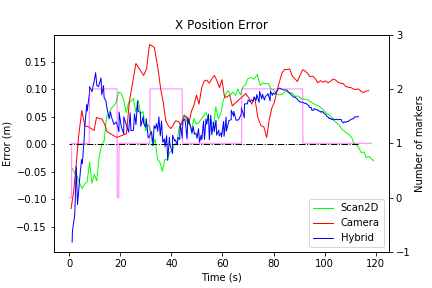 X Position Error
Error (m)
0.15
0.10
0.05
0.00
−0.05
−0.10
−0.15
3
2
1
0
−1
Number of markers
Scan2D
Camera
Hybrid
0 20 40 60 80 100 120
Time (s)